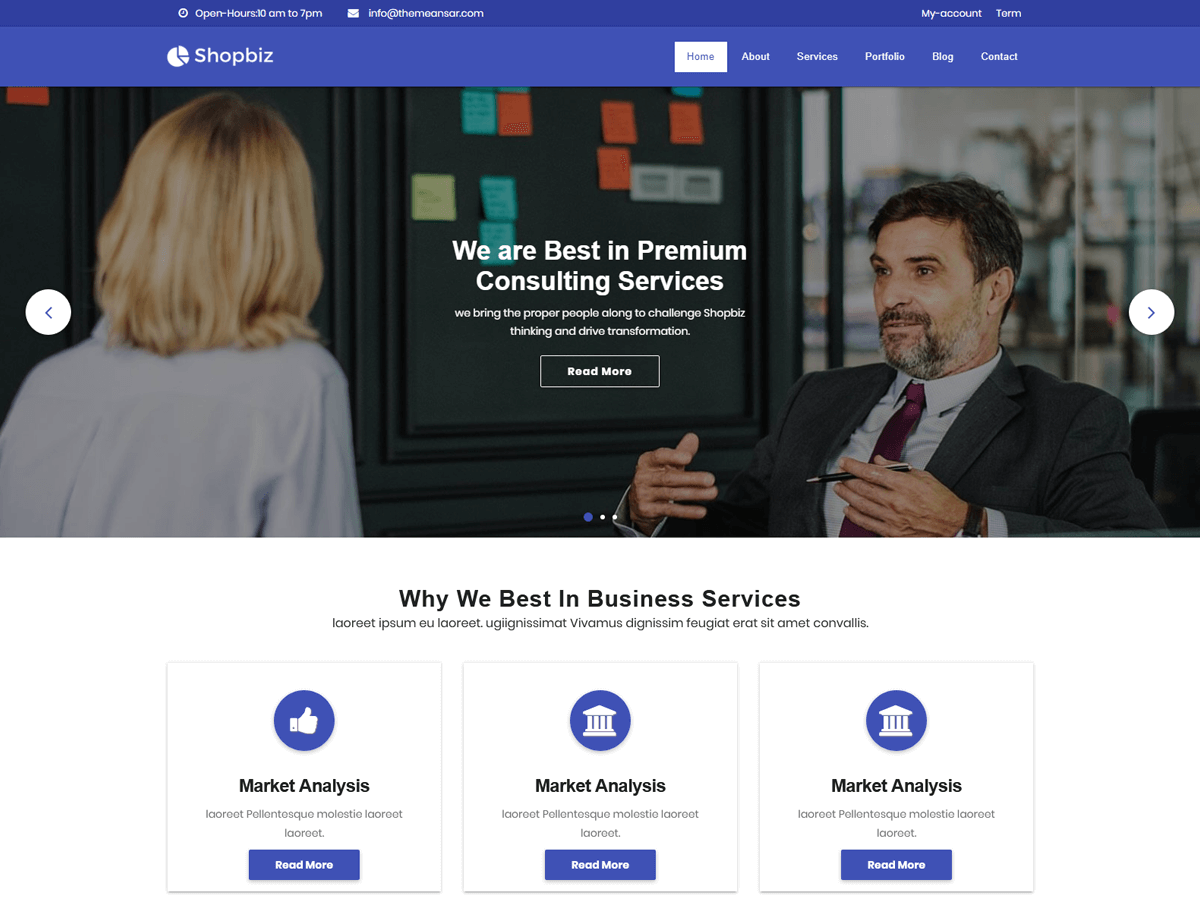 Open-Hours:10 am to 7pm info@themeansar.com My-account Term
Shopbiz Home About Services Portfolio Blog Contact
We are Best in Premium
Consulting Services
we bring the proper people along to challenge Shopbiz
thinking and drive transformation.
Read More
Why We Best In Business Services
laoreet ipsum eu laoreet. ugiignissimat Vivamus dignissim feugiat erat sit amet convallis.
Market Analysis
laoreet Pellentesque molestie laoreet
laoreet.
Read More
Market Analysis
laoreet Pellentesque molestie laoreet
laoreet.
Read More
Market Analysis
laoreet Pellentesque molestie laoreet
laoreet.
Read More